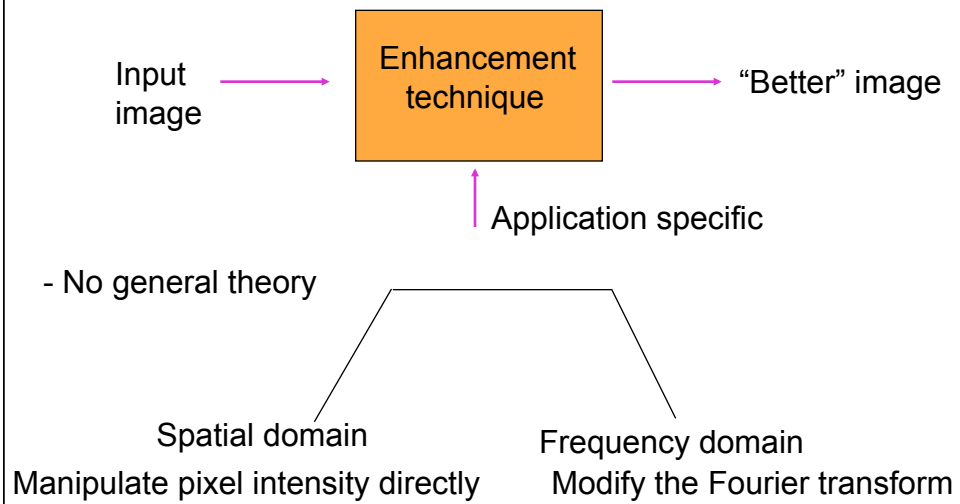 Input
image
Enhancement
technique
“Better” image
Application specific
- No general theory
Spatial domain
Manipulate pixel intensity directly
Frequency domain
Modify the Fourier transform